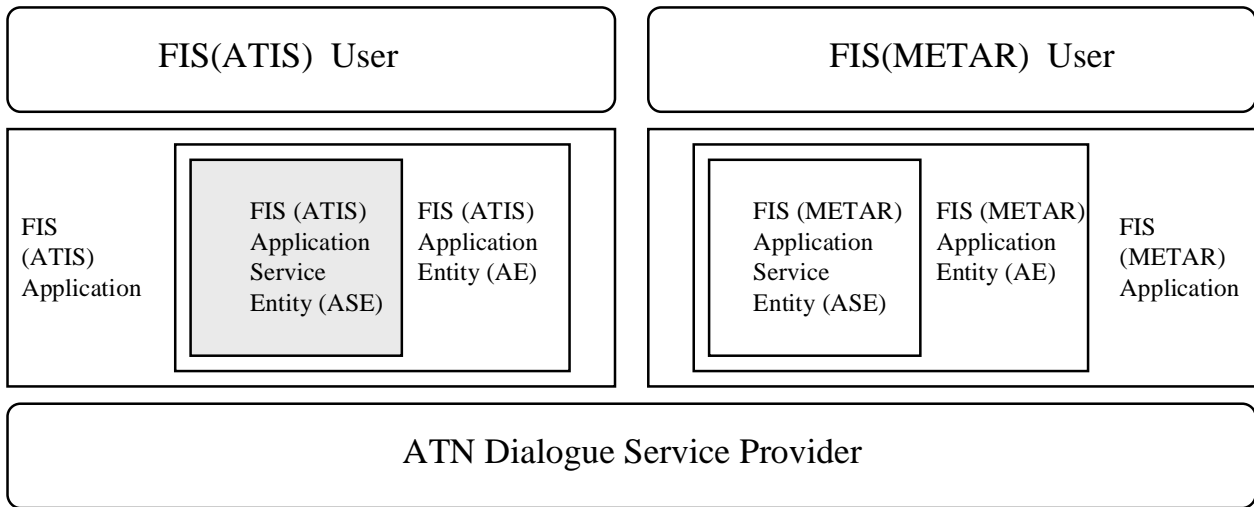 FIS(ATIS) User
FIS(METAR) User
FIS
(ATIS)
Application
FIS (ATIS)
Application
Service
Entity (ASE)
FIS (ATIS)
Application
Entity (AE)
FIS (METAR)
Application
Service
Entity (ASE)
FIS (METAR)
Application
Entity (AE)
FIS
(METAR)
Application
ATN Dialogue Service Provider